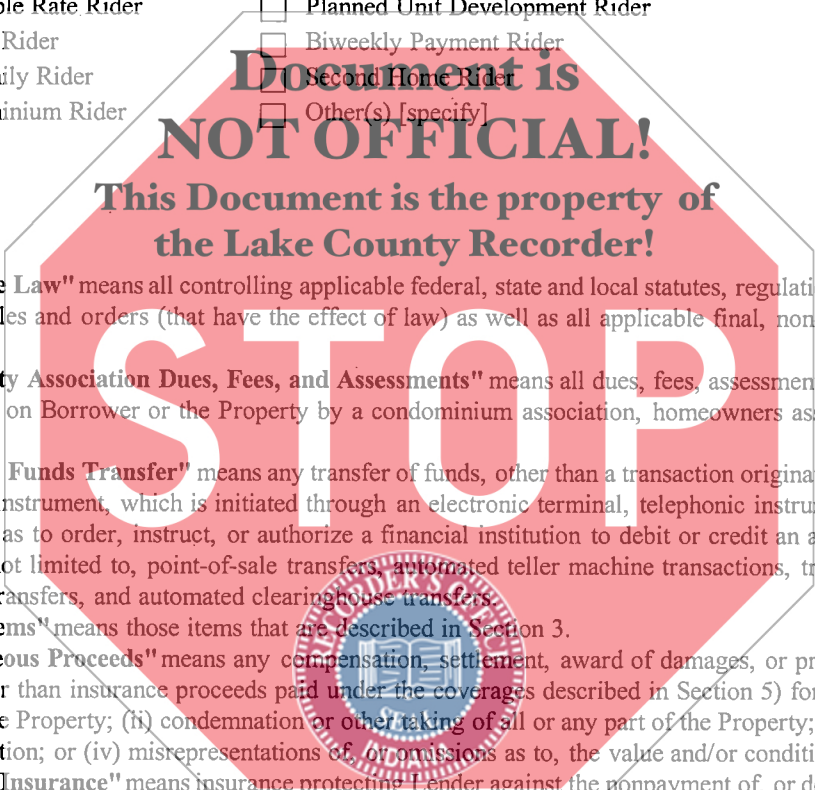 ble Rate Rider ☐ Planned Unit Development Rider
Rider ☐ Biweekly Payment Rider
ily Rider ☐ Second Home Rider
inium Rider ☐ Other(s) [specify]
Document is
NOT OFFICIAL!
This Document is the property of
the Lake County Recorder!
e Law" means all controlling applicable federal, state and local statutes, regulati
les and orders (that have the effect of law) as well as all applicable final, non
ty Association Dues, Fees, and Assessments" means all dues, fees, assessmen
on Borrower or the Property by a condominium association, homeowners as
STOP
Funds Transfer" means any transfer of funds, other than a transaction origina
nstrument, which is initiated through an electronic terminal, telephonic instru
as to order, instruct, or authorize a financial institution to debit or credit an a
ot limited to, point-of-sale transfers, automated teller machine transactions, tr
ransfers, and automated clearinghouse transfers.
ems" means those items that are described in Section 3.
eous Proceeds" means any compensation, settlement, award of damages, or pr
r than insurance proceeds paid under the coverages described in Section 5) for
e Property; (ii) condemnation or other taking of all or any part of the Property;
tion; or (iv) misrepresentations of, or omissions as to, the value and/or conditi
Insurance" means insurance protecting Lender against the nonpayment of, or de
RECORDER'S OFFICE
SEAL